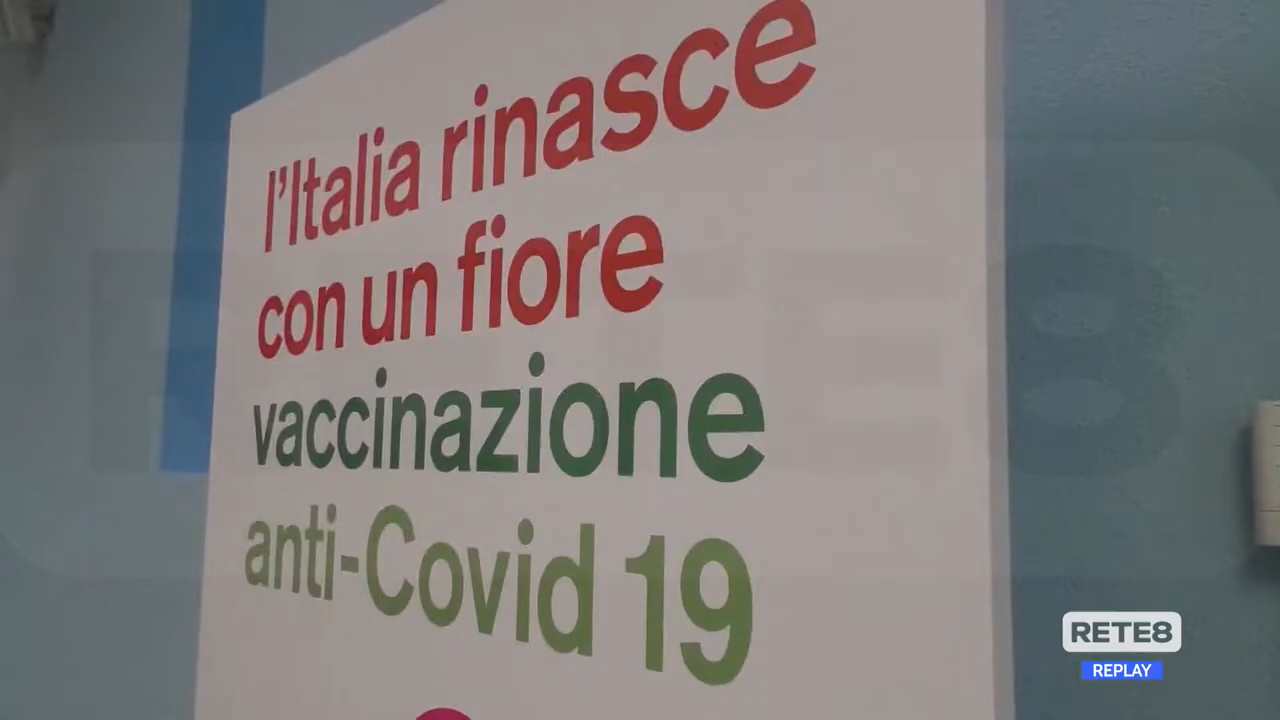 l'Italia rinasce
con un fiore
vaccinazione
anti-Covid 19
RETE8
REPLAY